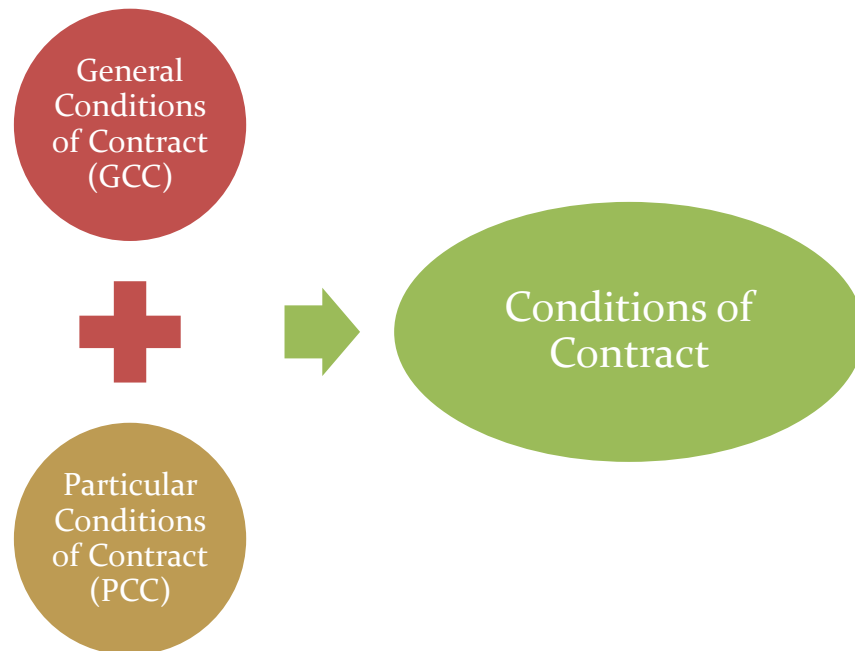 General
Conditions
of Contract
(GCC)
Particular
Conditions
of Contract
(PCC)
Conditions of
Contract